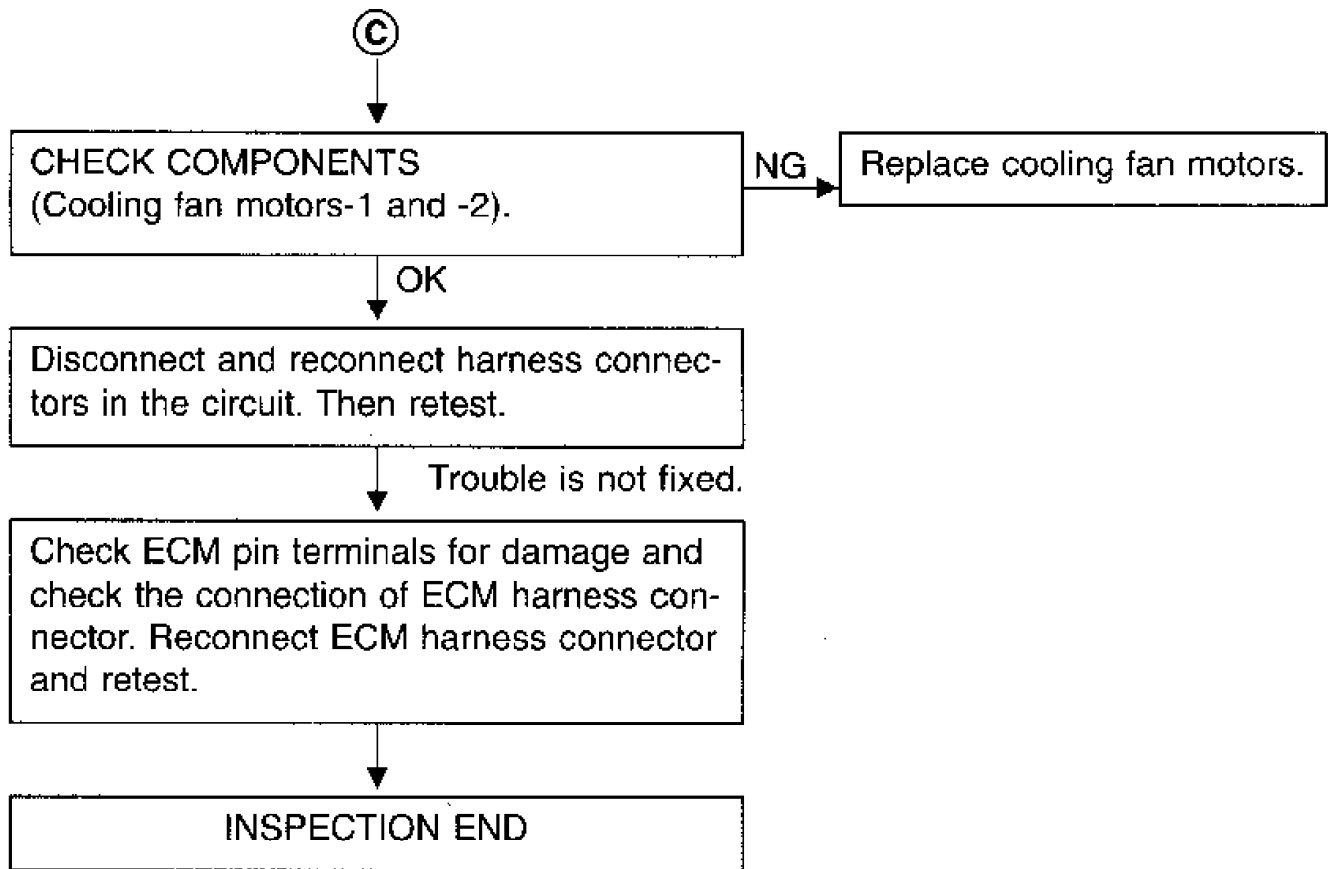 C
CHECK COMPONENTS
(Cooling fan motors-1 and -2).
NG
Replace cooling fan motors.
OK
Disconnect and reconnect harness connec-
tors in the circuit. Then retest.
Trouble is not fixed.
Check ECM pin terminals for damage and
check the connection of ECM harness con-
nector. Reconnect ECM harness connector
and retest.
INSPECTION END